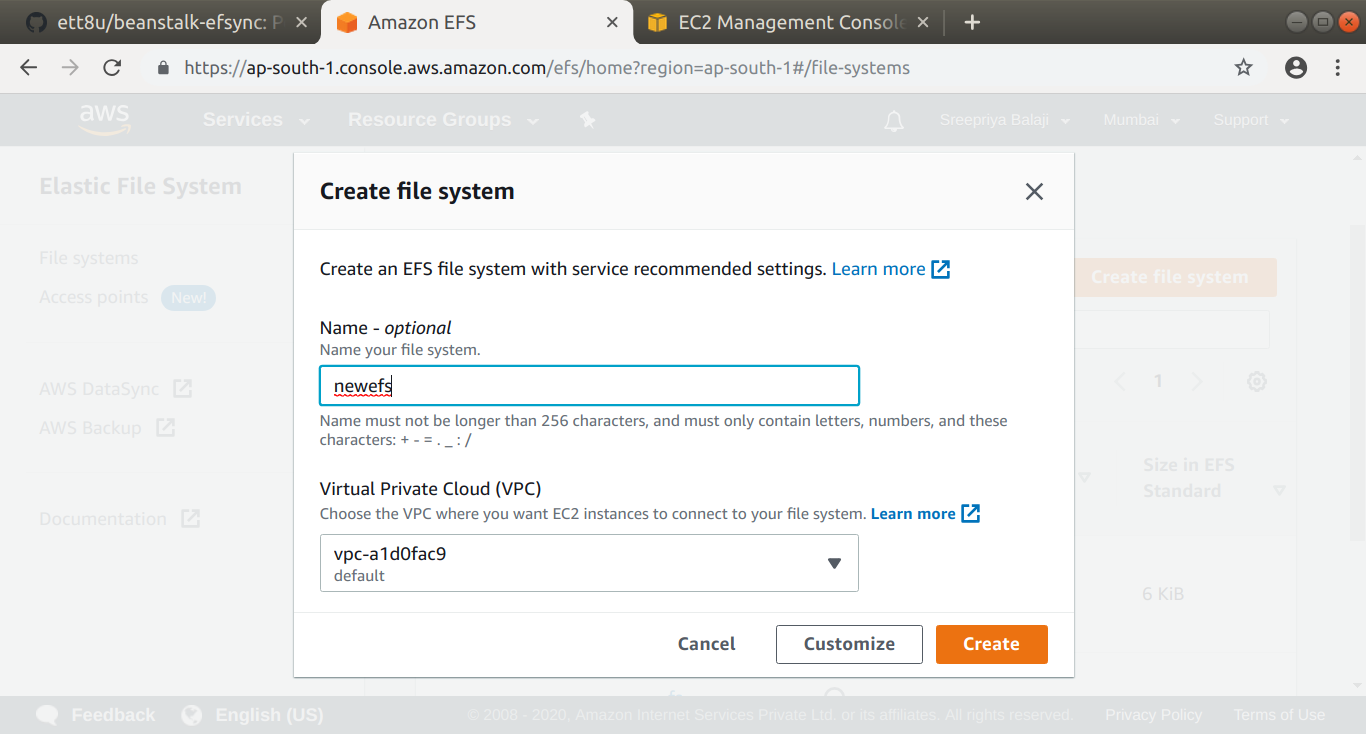 ett8u/beanstalk-efsync: P
Amazon EFS
EC2 Management Console
https://ap-south-1.console.aws.amazon.com/efs/home?region=ap-south-1#/file-systems
aws
Services
Resource Groups
Sreepriya Balaji
Mumbai
Support
Elastic File System
File systems
Access points New!
AWS DataSync
AWS Backup
Documentation
Create file system
1
Size in EFS
Standard
6 KiB
Create file system
Create an EFS file system with service recommended settings. Learn more
Name - optional
Name your file system.
newefs
Name must not be longer than 256 characters, and must only contain letters, numbers, and these
characters: + - = . _ : /
Virtual Private Cloud (VPC)
Choose the VPC where you want EC2 instances to connect to your file system. Learn more
vpc-a1d0fac9
default
Cancel
Customize
Create
Feedback
English (US)
© 2008 - 2020, Amazon Internet Services Private Ltd. or its affiliates. All rights reserved.
Privacy Policy
Terms of Use